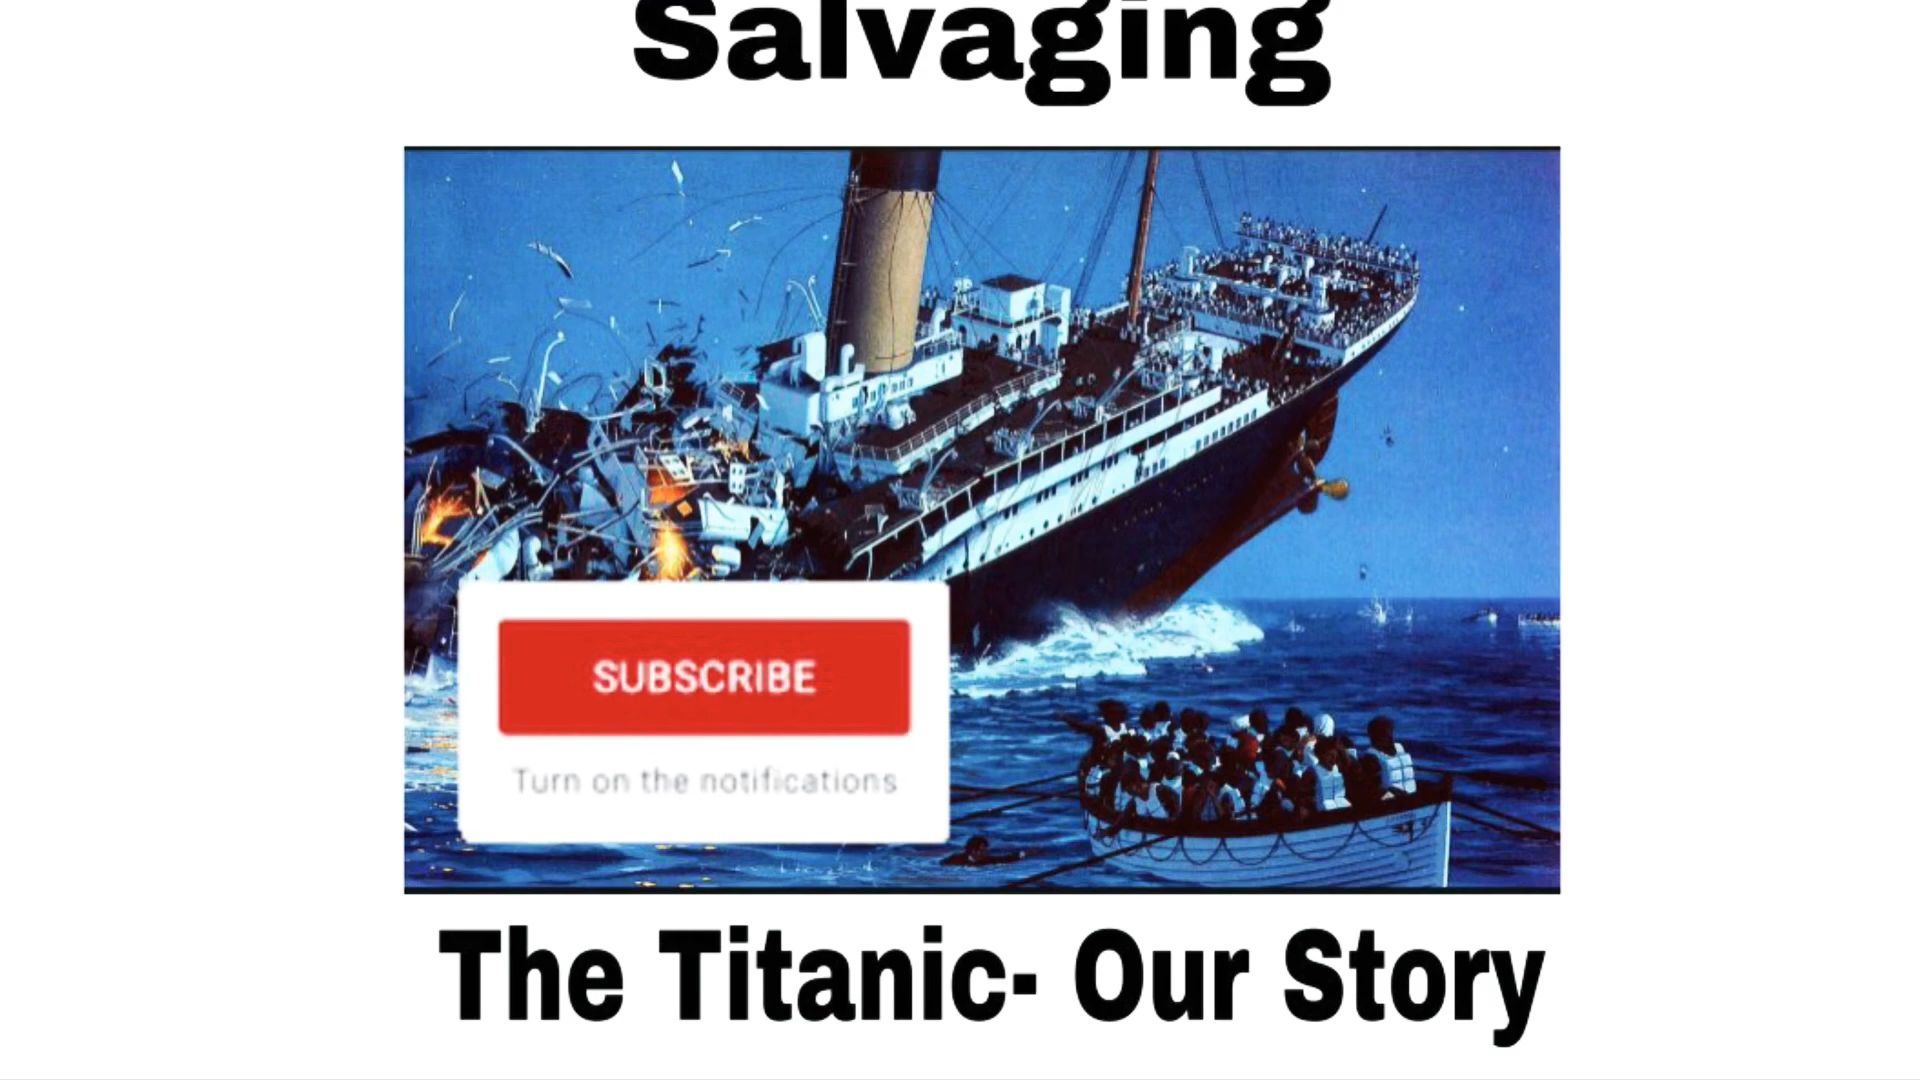 Salvaging
SUBSCRIBE
Turn on the notifications
The Titanic- Our Story